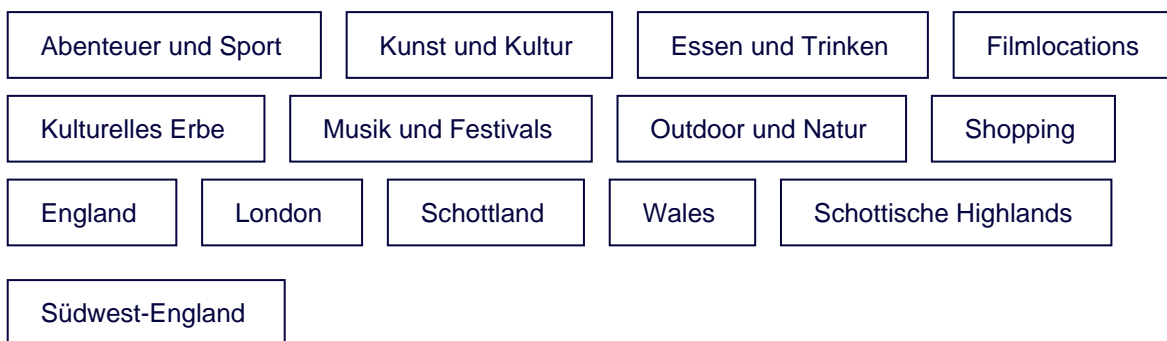 Abenteuer und Sport Kunst und Kultur Essen und Trinken Filmlocations
Kulturelles Erbe Musik und Festivals Outdoor und Natur Shopping
England London Schottland Wales Schottische Highlands
Südwest-England